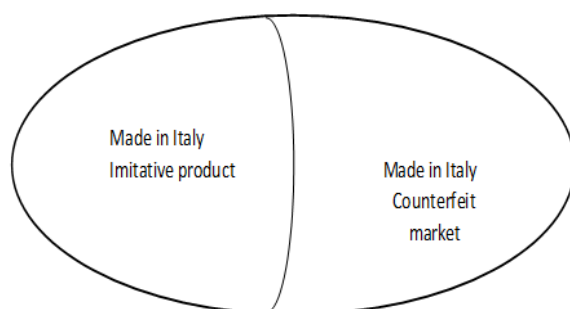 Made in Italy
Imitative product
Made in Italy
Counterfeit
market